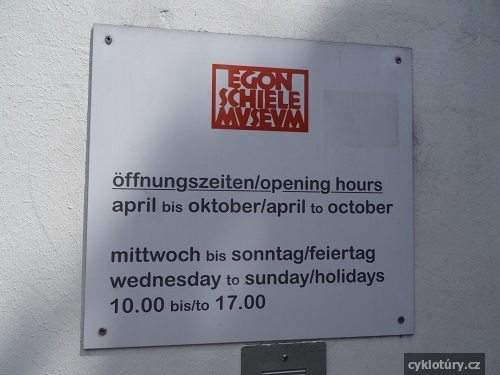 EGON
SCHIELE
MVSEVM
öffnungszeiten/opening hours
april bis oktober/april to october
mittwoch bis sonntag/feiertag
wednesday to sunday/holidays
10.00 bis/to 17.00
cyklotúry.cz